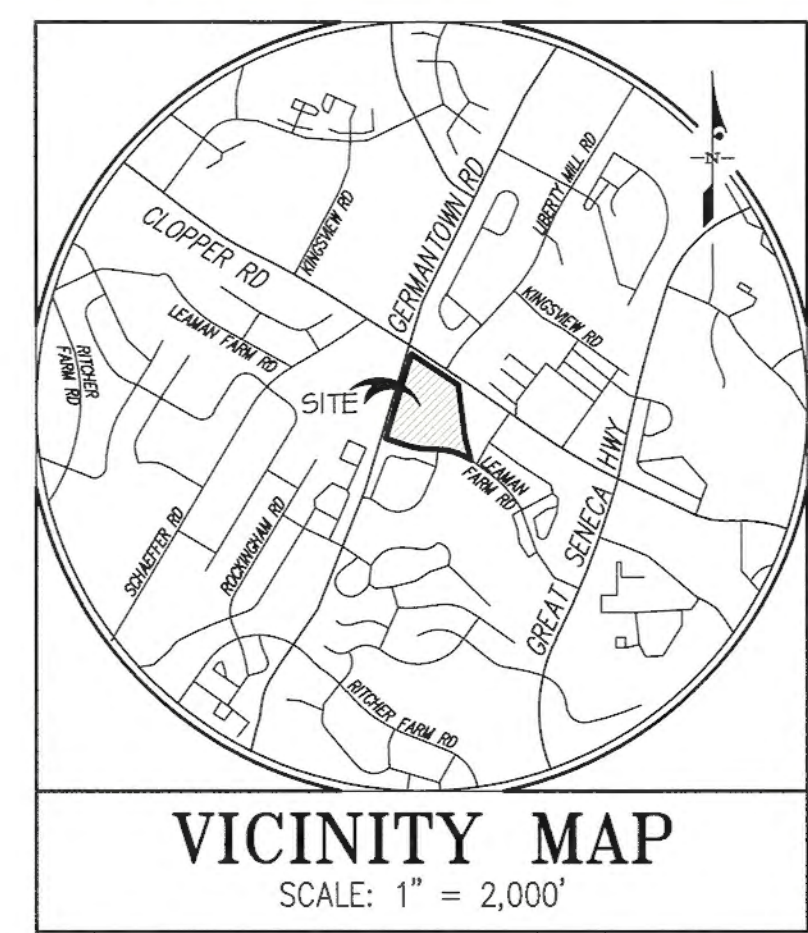 N
LIBERTY MILL RD
GERMANTOWN RD
KINGSVIEW RD
CLOPPER RD
LEAMAN FARM RD
KINGSVIEW RD
RITCHER
FARM RD
SITE
LEAMAN
FARM RD
GREAT SENECA HWY
SCHAEFFER RD
ROCKINGHAM RD
RITCHER FARM RD
VICINITY MAP
SCALE: 1" = 2,000'